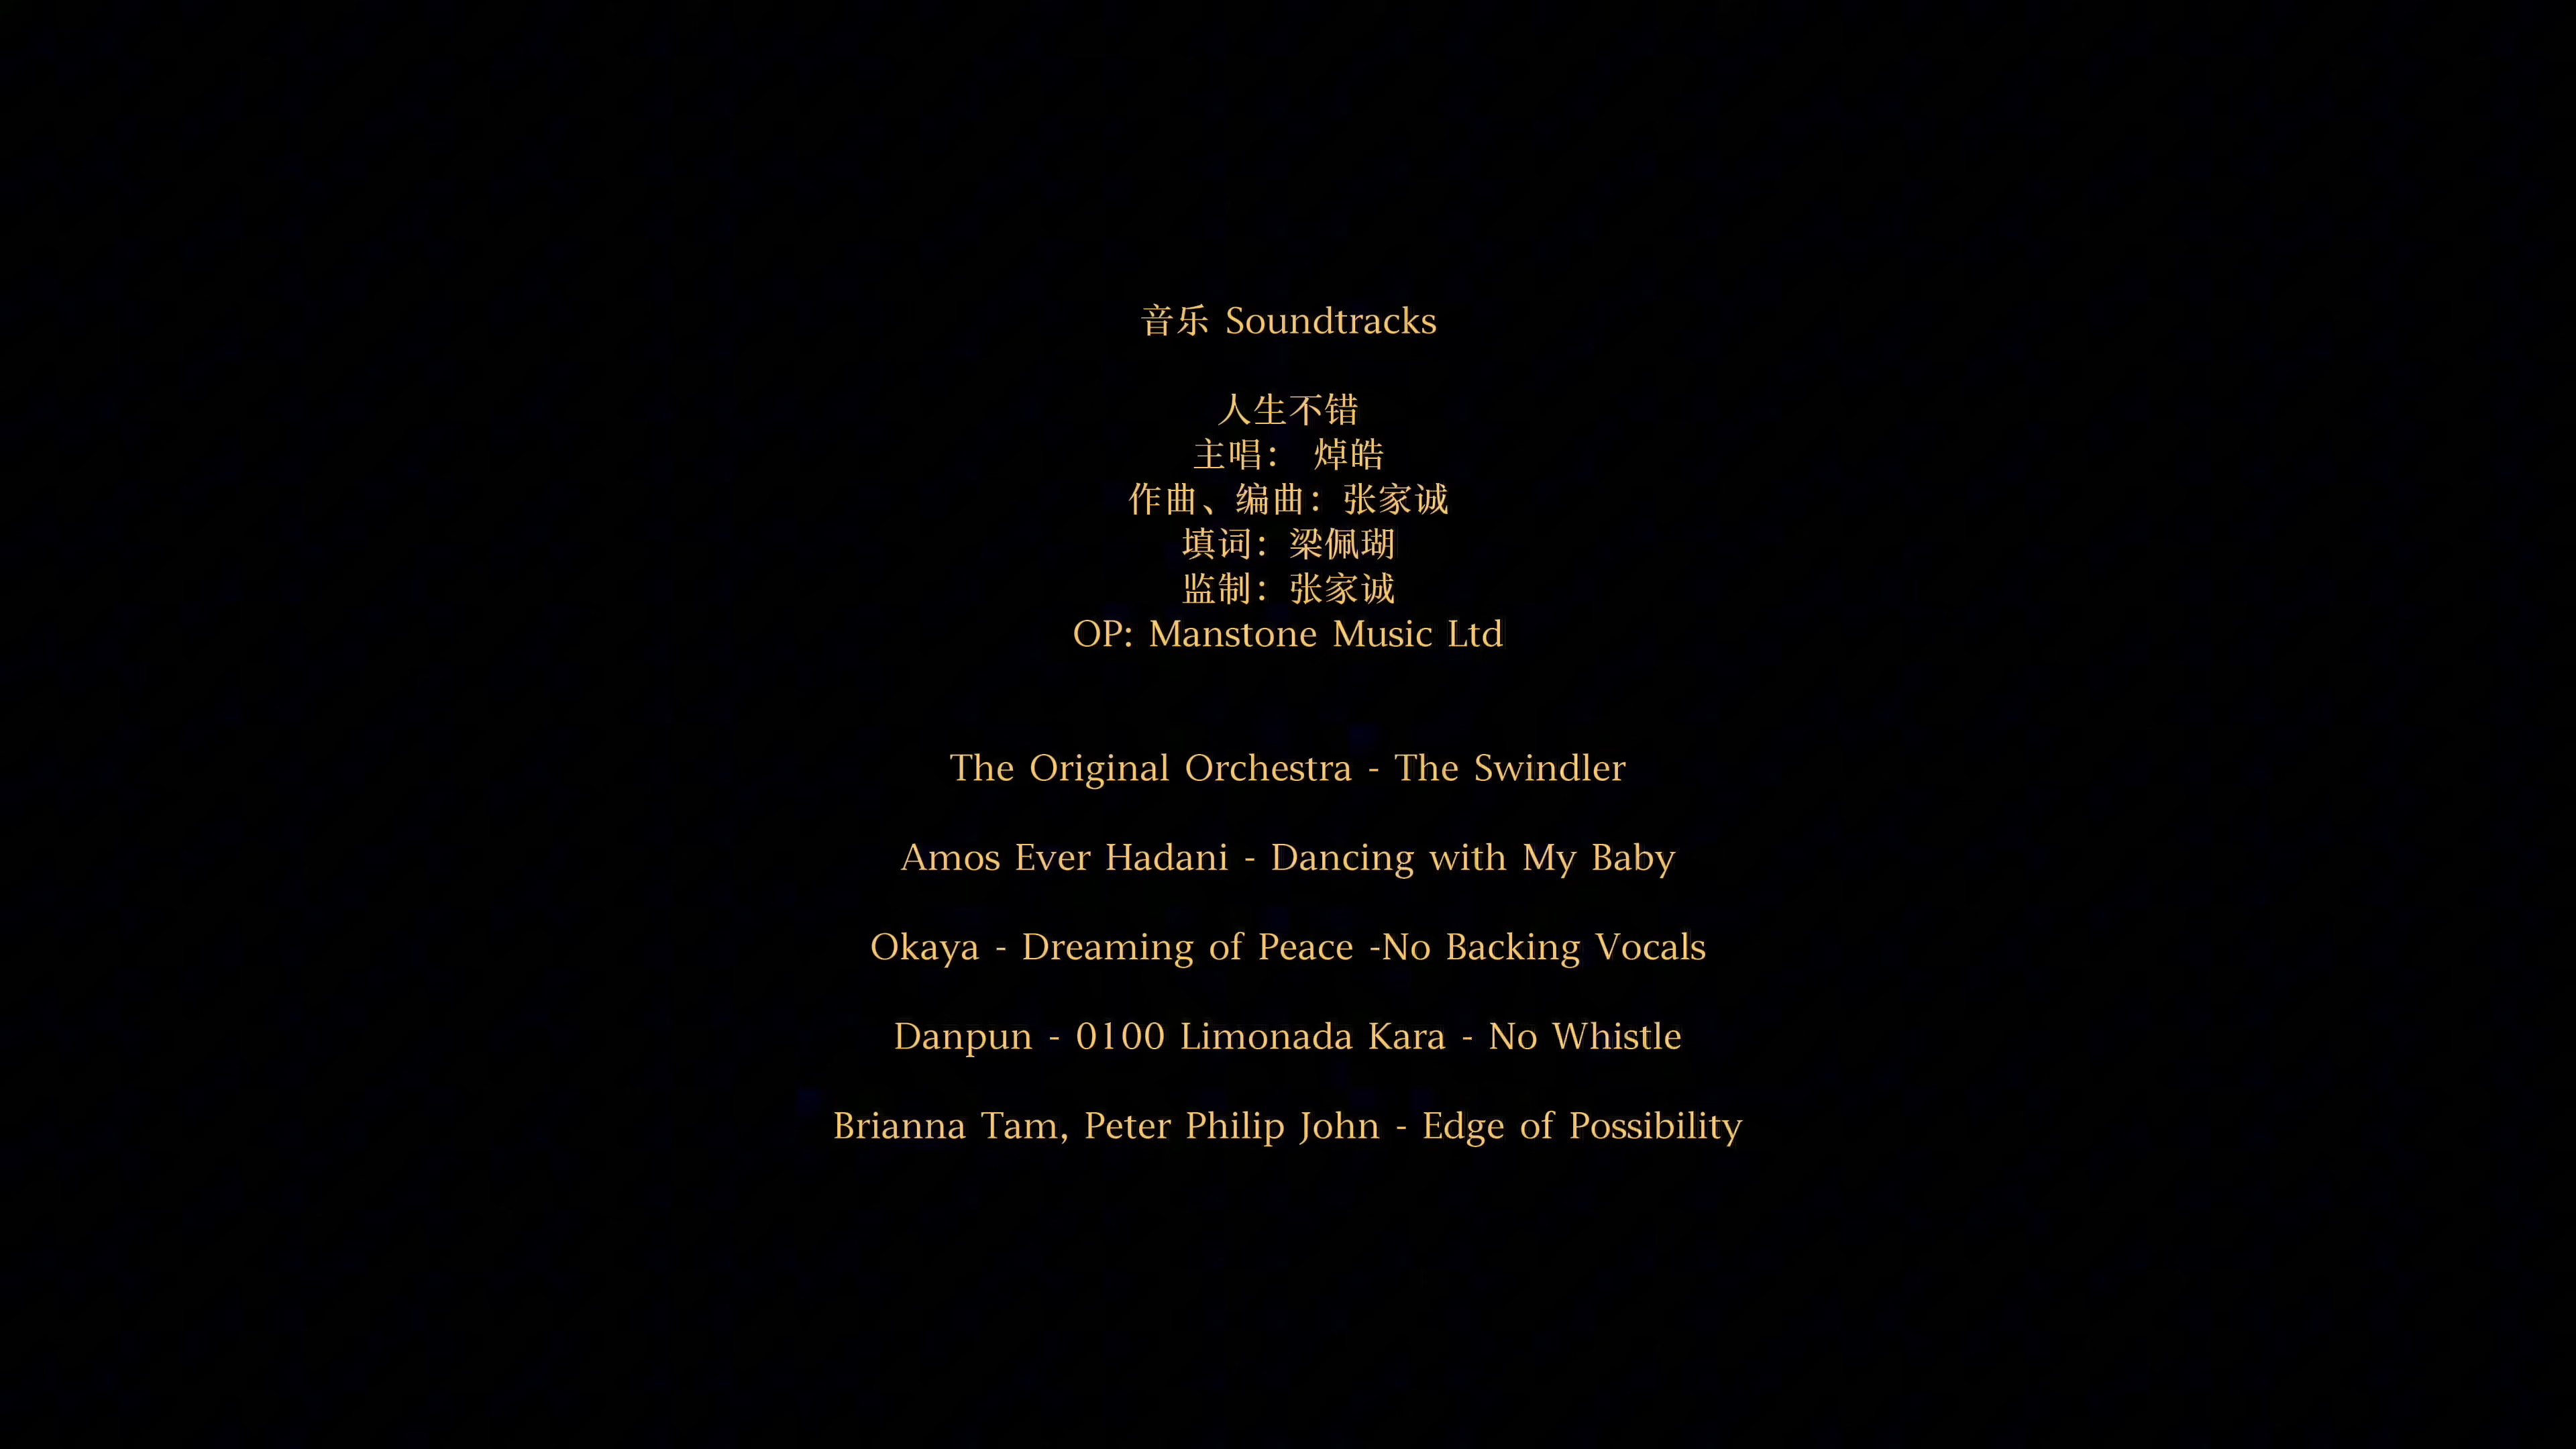 音乐 Soundtracks
人生不错
主唱： 焯皓
作曲、编曲：张家诚
填词：梁佩瑚
监制：张家诚
OP: Manstone Music Ltd
The Original Orchestra - The Swindler
Amos Ever Hadani - Dancing with My Baby
Okaya - Dreaming of Peace -No Backing Vocals
Danpun - 0100 Limonada Kara - No Whistle
Brianna Tam, Peter Philip John - Edge of Possibility